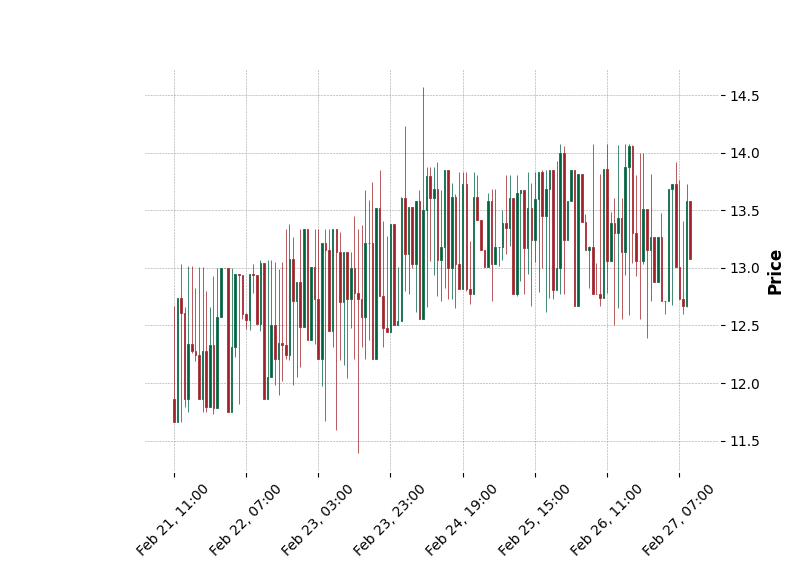 14.5
14.0
13.5
13.0
12.5
12.0
11.5
Price
Feb 21, 11:00
Feb 22, 07:00
Feb 23, 03:00
Feb 23, 23:00
Feb 24, 19:00
Feb 25, 15:00
Feb 26, 11:00
Feb 27, 07:00